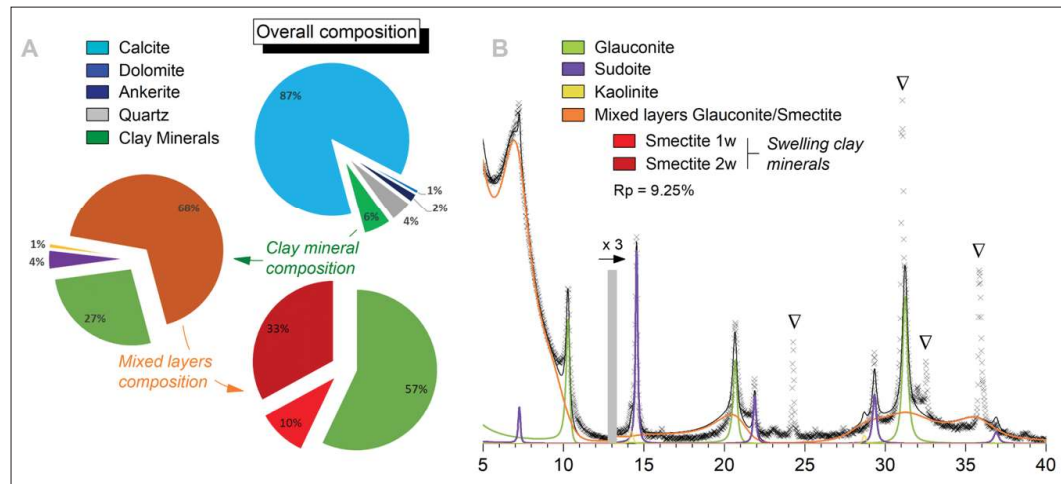 A
Overall composition
Calcite
Dolomite
Ankerite
Quartz
Clay Minerals
87%
1%
2%
4%
6%
Clay mineral
composition
68%
1%
4%
27%
Mixed layers
composition
33%
10%
57%
B
Glauconite
Sudoite
Kaolinite
Mixed layers Glauconite/Smectite
Smectite 1w
Smectite 2w
Swelling clay
minerals
Rp = 9.25%
x 3
5 10 15 20 25 30 35 40